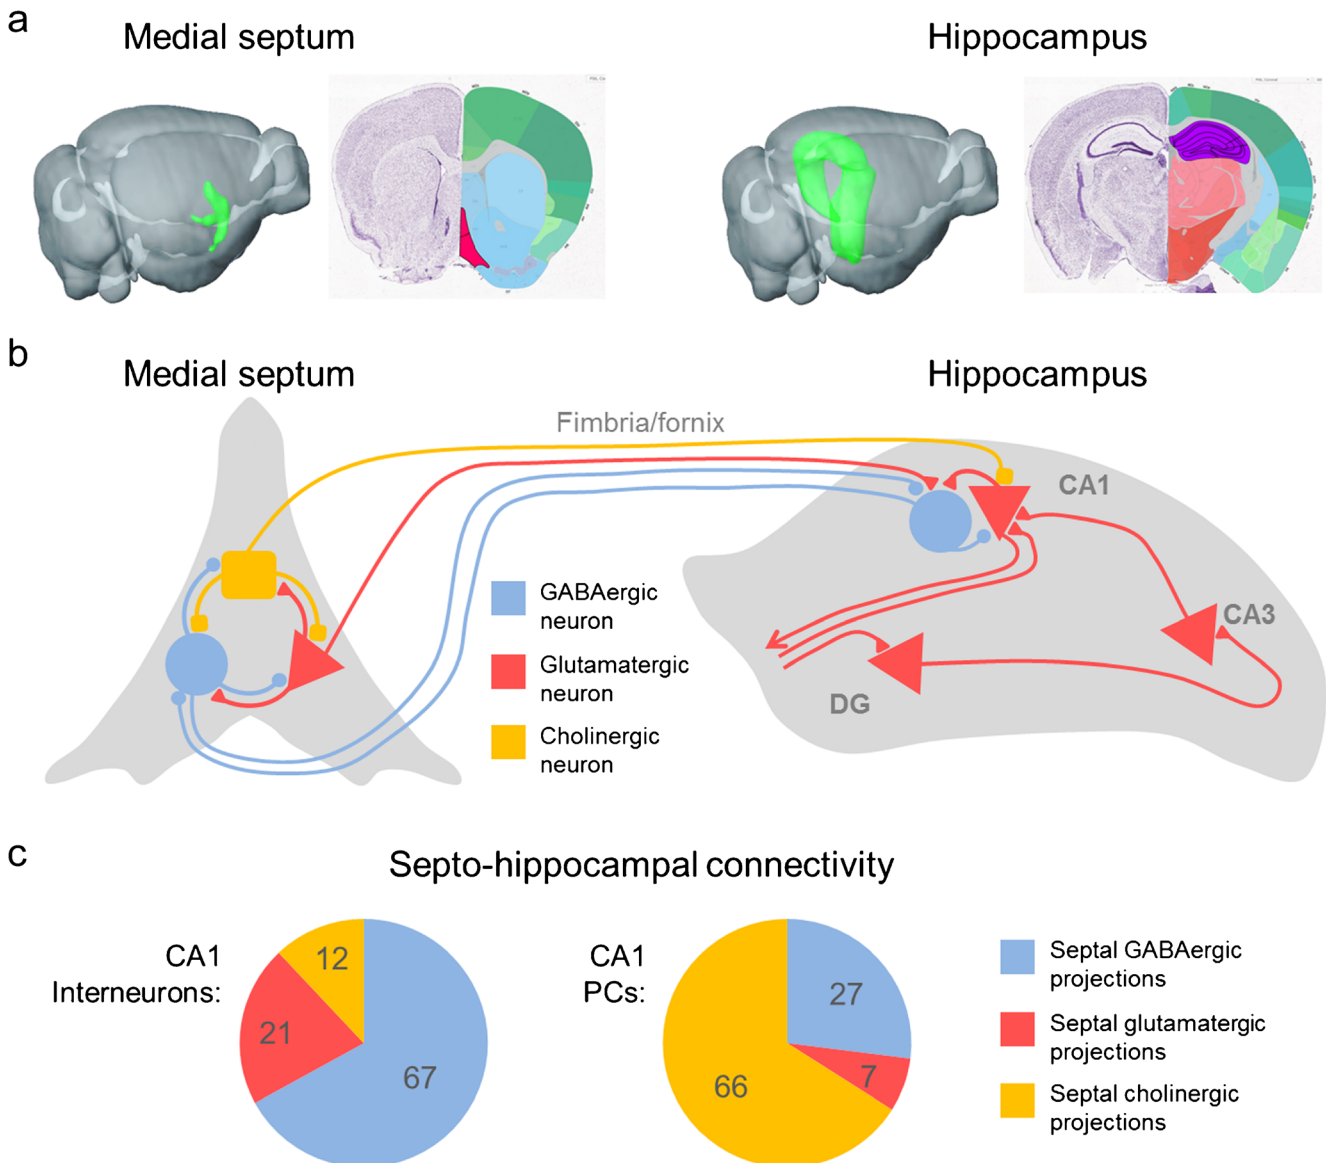 a
Medial septum
Hippocampus
b
Medial septum
Hippocampus
Fimbria/fornix
CA1
CA3
DG
GABAergic
neuron
Glutamatergic
neuron
Cholinergic
neuron
c
Septo-hippocampal connectivity
CA1
Interneurons:
12
21
67
CA1
PCs:
27
7
66
Septal GABAergic
projections
Septal glutamatergic
projections
Septal cholinergic
projections